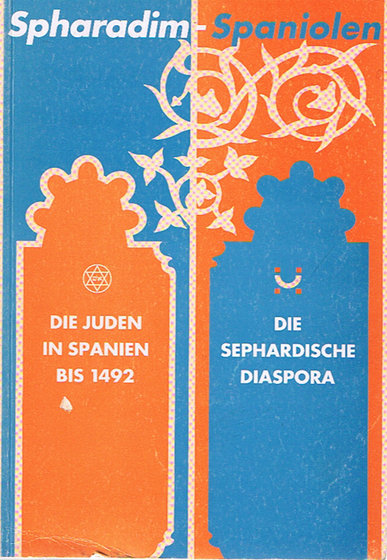 Spharadim-Spaniolen
DIE JUDEN
IN SPANIEN
BIS 1492
DIE
SEPHARDISCHE
DIASPORA